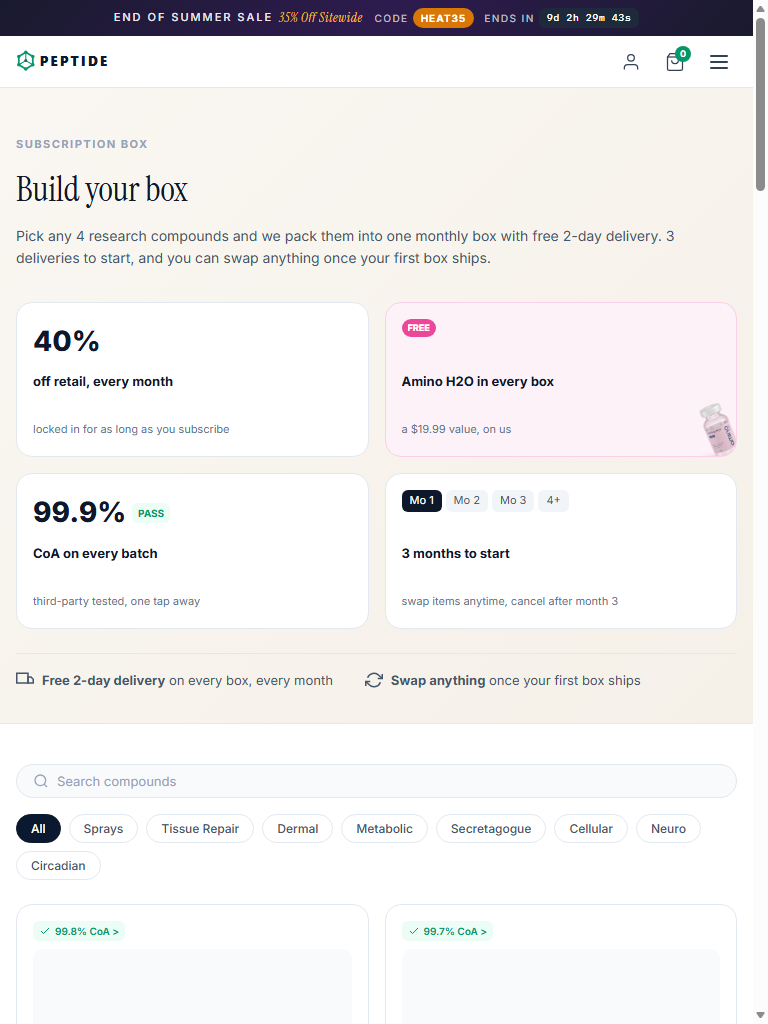 END OF SUMMER SALE 35% Off Sitewide CODE HEAT35 ENDS IN 9d 2h 29m 43s
PEPTIDE
0
SUBSCRIPTION BOX
Build your box
Pick any 4 research compounds and we pack them into one monthly box with free 2-day delivery. 3
deliveries to start, and you can swap anything once your first box ships.
40%
off retail, every month
locked in for as long as you subscribe
FREE
Amino H2O in every box
a $19.99 value, on us
99.9% PASS
CoA on every batch
third-party tested, one tap away
Mo 1 Mo 2 Mo 3 4+
3 months to start
swap items anytime, cancel after month 3
Free 2-day delivery on every box, every month
Swap anything once your first box ships
Search compounds
All Sprays Tissue Repair Dermal Metabolic Secretagogue Cellular Neuro
Circadian
99.8% CoA >
99.7% CoA >